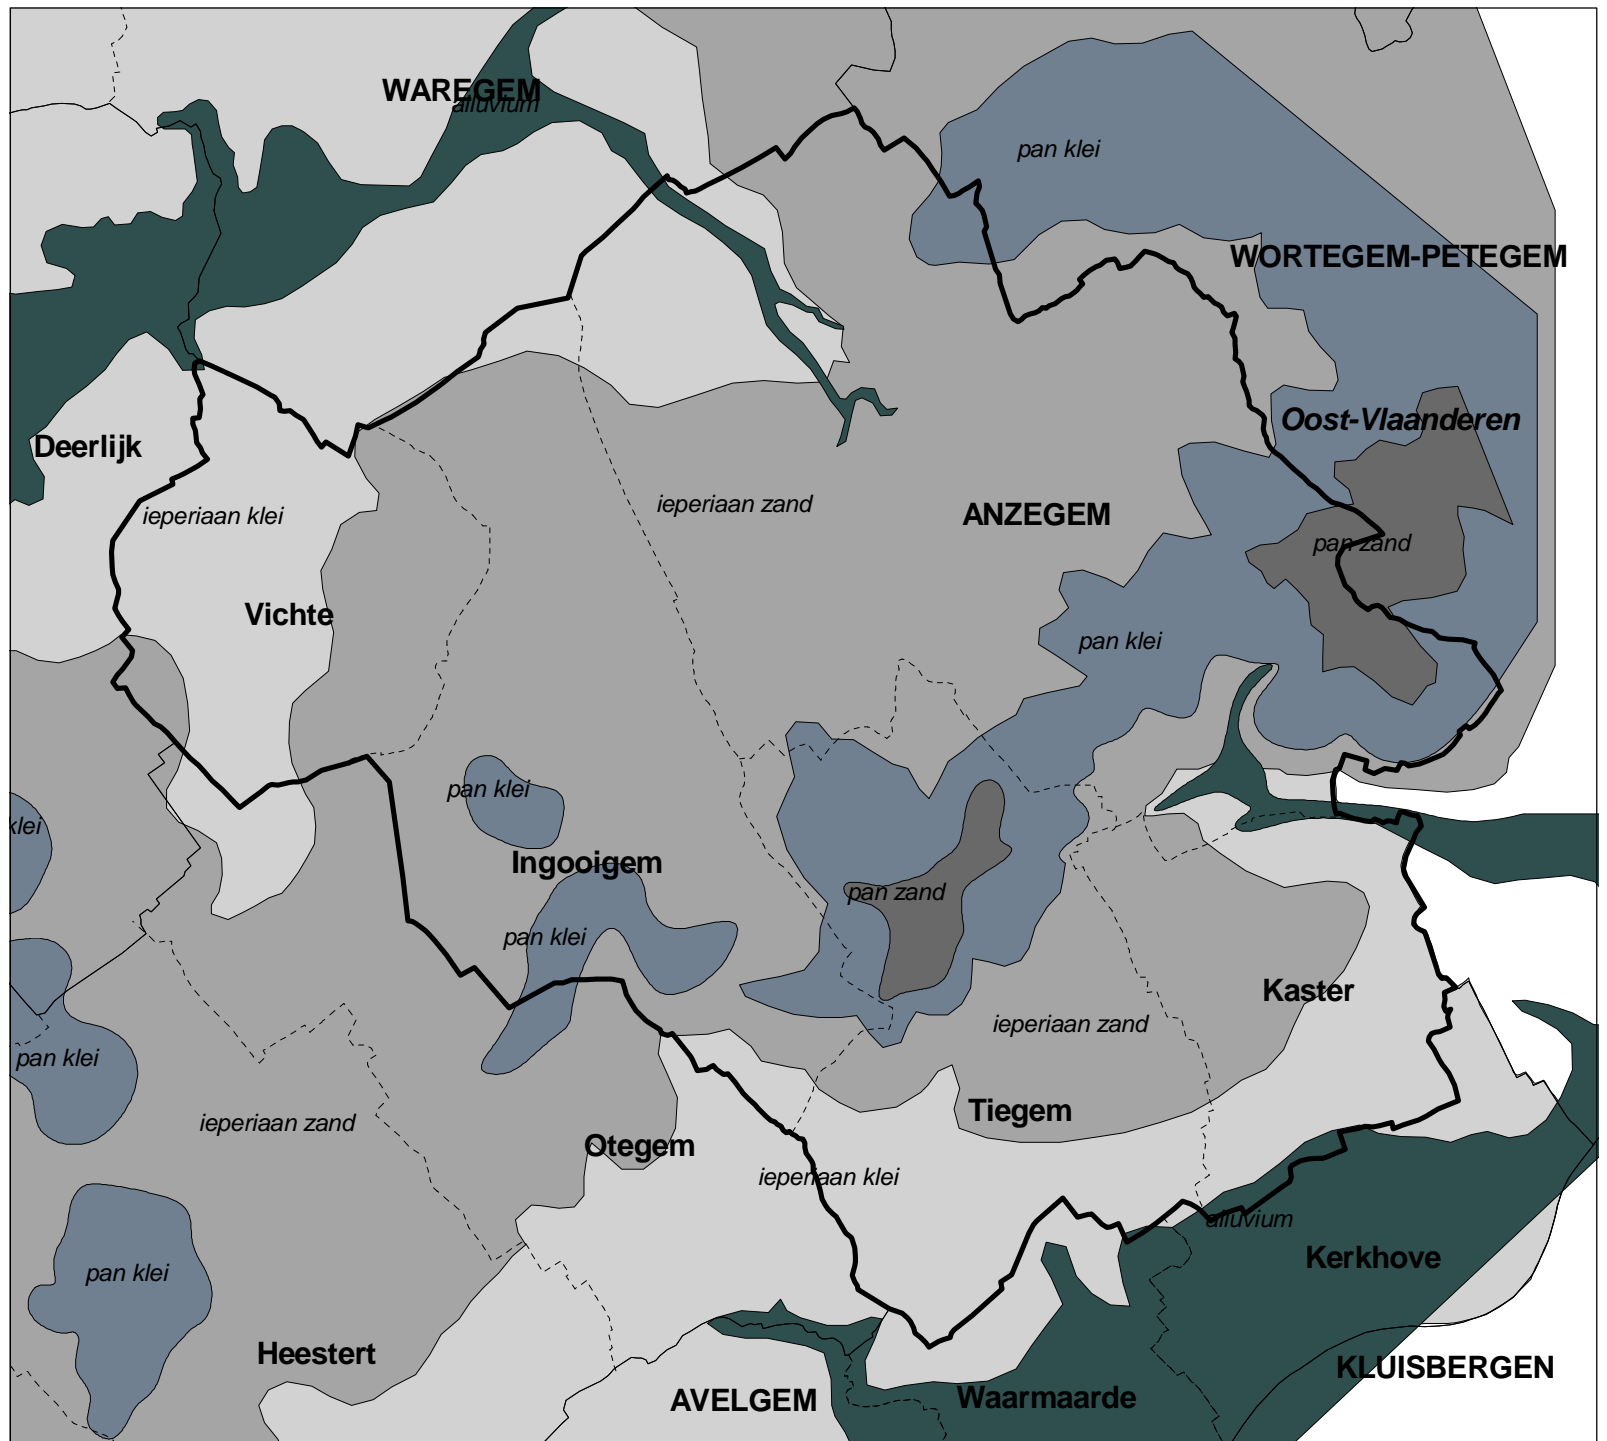 WAREGEM
alluvium
pan klei
WORTEGEM-PETEGEM
Oost-Vlaanderen
Deerlijk
ieperiaan zand
ieperiaan klei
ANZEGEM
pan zand
Vichte
pan klei
pan klei
klei
Ingooigem
pan zand
pan klei
Kaster
ieperiaan zand
pan klei
Tiegem
ieperiaan zand
Otegem
ieperiaan klei
alluvium
Kerkhove
pan klei
Heestert
KLUISBERGEN
AVELGEM
Waarmaarde